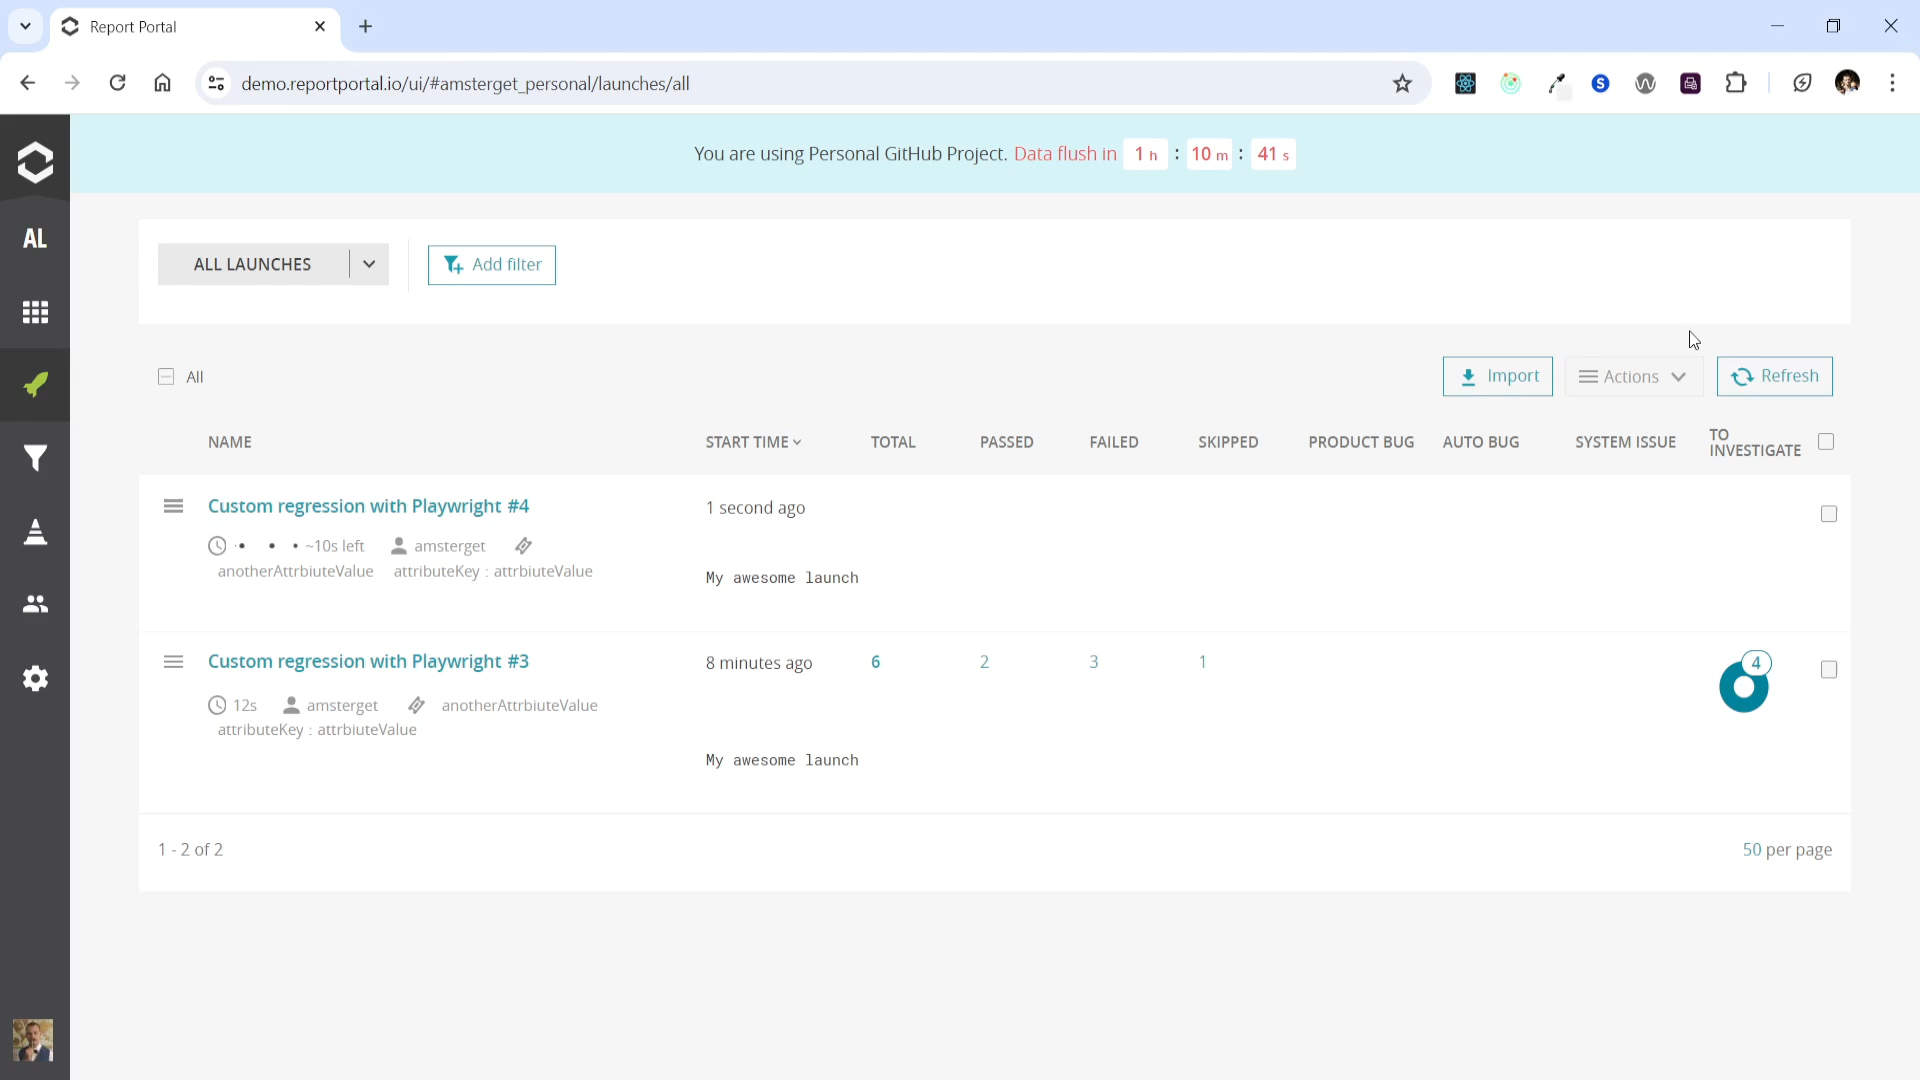 Report Portal
demo.reportportal.io/ui/#amsterget_personal/launches/all
You are using Personal GitHub Project. Data flush in 1 h : 10 m : 41 s
AL
ALL LAUNCHES
Add filter
All
Import
Actions
Refresh
NAME START TIME TOTAL PASSED FAILED SKIPPED PRODUCT BUG AUTO BUG SYSTEM ISSUE TO INVESTIGATE
Custom regression with Playwright #4 1 second ago
~10s left amsterget
anotherAttrbiuteValue attributeKey : attrbiuteValue
My awesome launch
Custom regression with Playwright #3 8 minutes ago 6 2 3 1 4
12s amsterget anotherAttrbiuteValue
attributeKey : attrbiuteValue
My awesome launch
1 - 2 of 2 50 per page